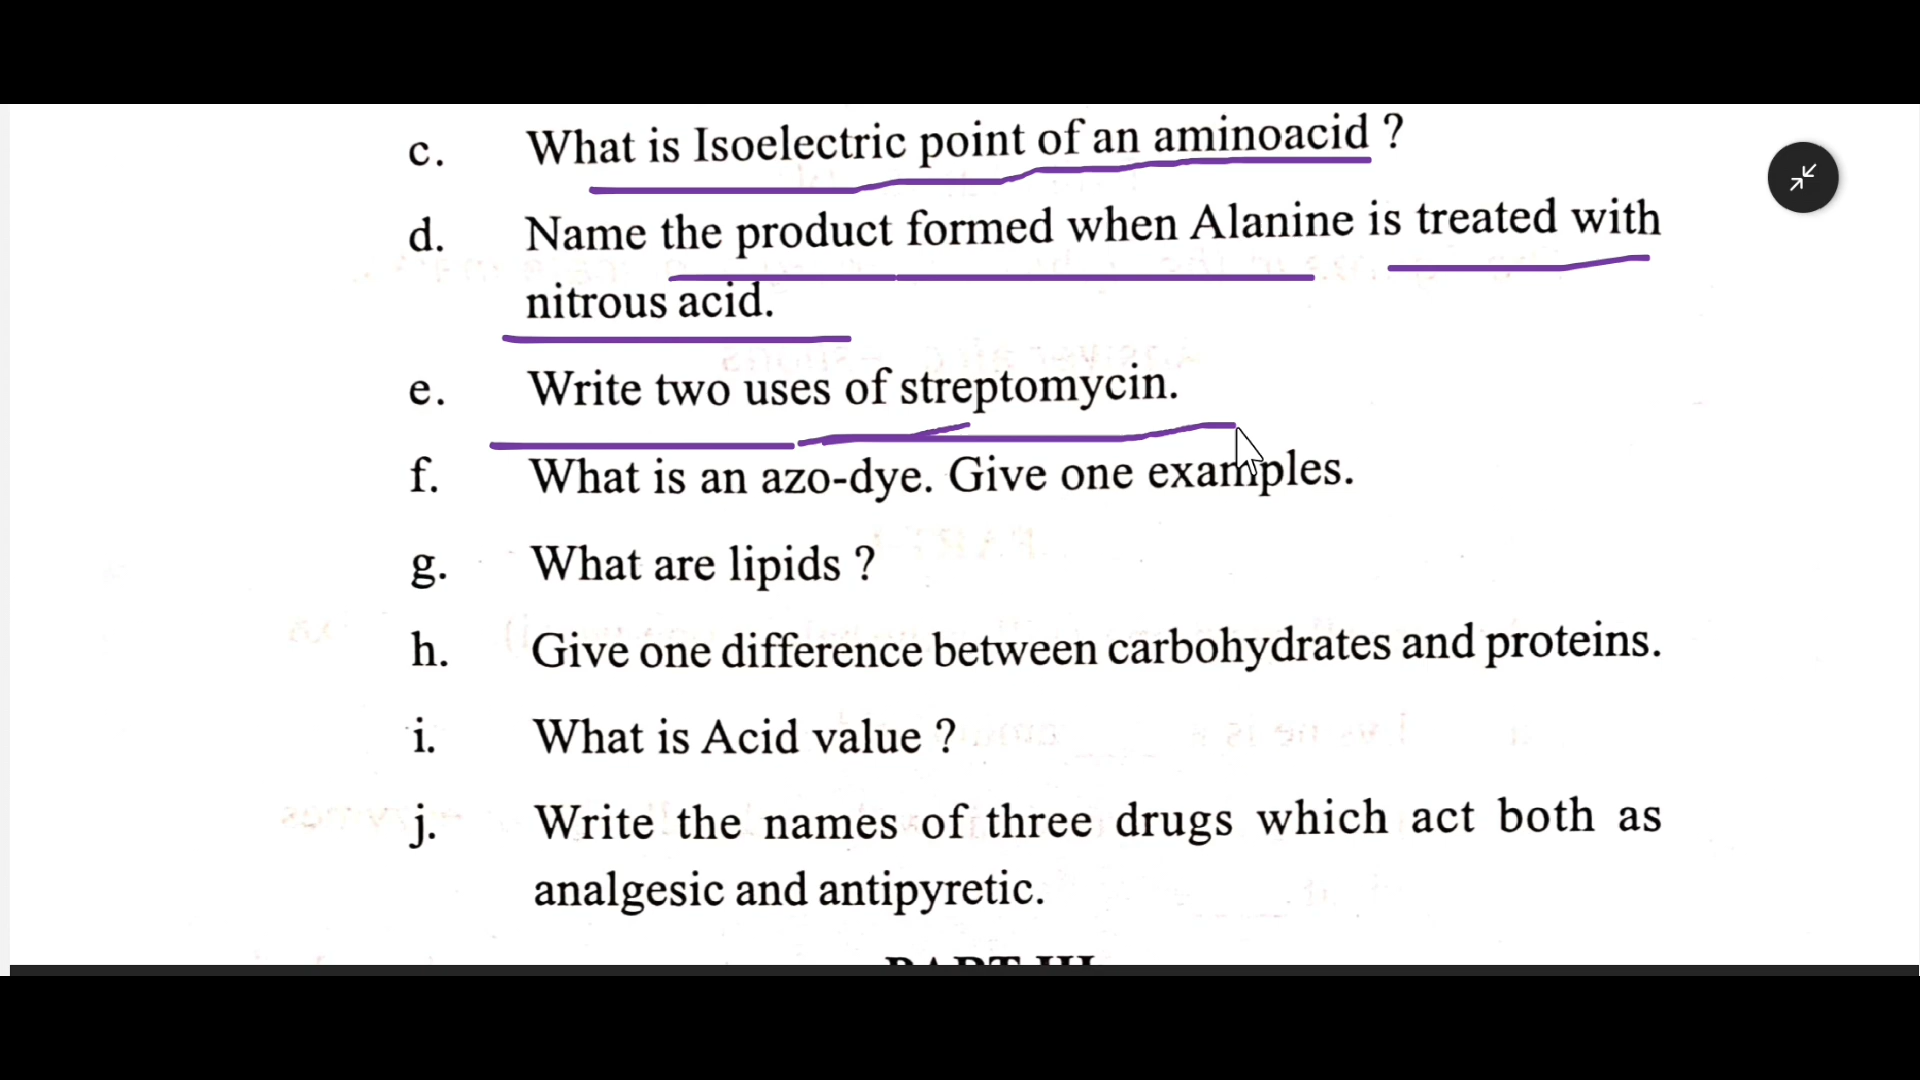 c. What is Isoelectric point of an aminoacid ?
d. Name the product formed when Alanine is treated with
nitrous acid.
e. Write two uses of streptomycin.
f. What is an azo-dye. Give one examples.
g. What are lipids ?
h. Give one difference between carbohydrates and proteins.
i. What is Acid value ?
j. Write the names of three drugs which act both as
analgesic and antipyretic.
PART III